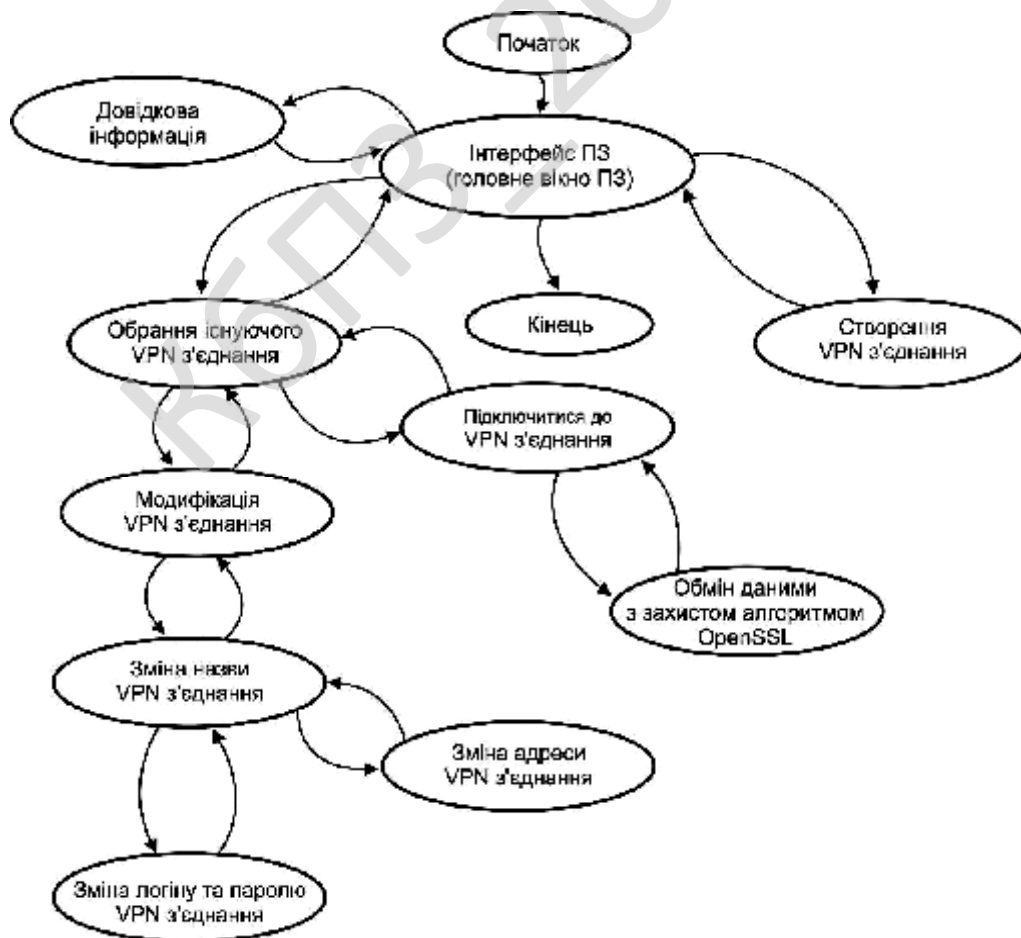 Початок
Довідкова
інформація
Інтерфейс ПЗ
(головне вікно ПЗ)
Обрання існуючого
VPN з'єднання
Кінець
Створення
VPN з'єднання
Підключитися до
VPN з'єднання
Модифікація
VPN з'єднання
Обмін даними
з захистом алгоритмом
OpenSSL
Зміна назви
VPN з'єднання
Зміна адреси
VPN з'єднання
Зміна логіну та паролю
VPN з'єднання